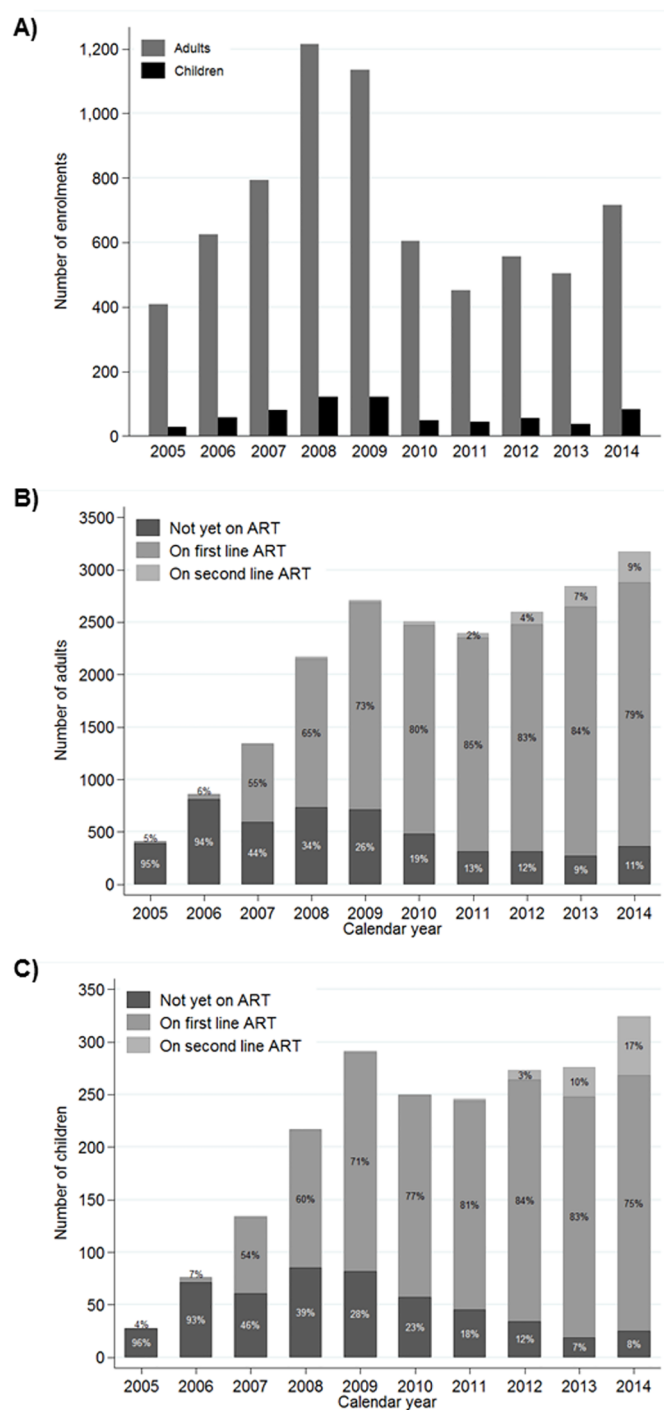 A)
Adults
Children
Number of enrolments
1,200
1,000
800
600
400
200
0
2005 2006 2007 2008 2009 2010 2011 2012 2013 2014
B)
Not yet on ART
On first line ART
On second line ART
Number of adults
3500
3000
2500
2000
1500
1000
500
0
5% 6% 55% 65% 73% 80% 2% 4% 7% 9%
85% 83% 84% 79%
95% 94% 44% 34% 26% 19% 13% 12% 9% 11%
2005 2006 2007 2008 2009 2010 2011 2012 2013 2014
Calendar year
C)
Not yet on ART
On first line ART
On second line ART
Number of children
350
300
250
200
150
100
50
0
3% 10% 17%
4% 7% 54% 60% 71% 77% 81% 84% 83% 75%
96% 93% 46% 39% 28% 23% 18% 12% 7% 8%
2005 2006 2007 2008 2009 2010 2011 2012 2013 2014
Calendar year